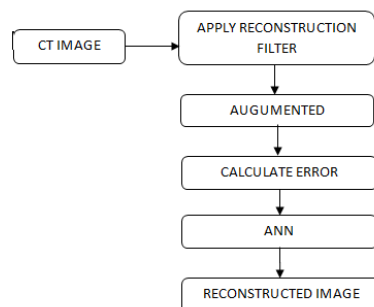 CT IMAGE
APPLY RECONSTRUCTION
FILTER
AUGUMENTED
CALCULATE ERROR
ANN
RECONSTRUCTED IMAGE